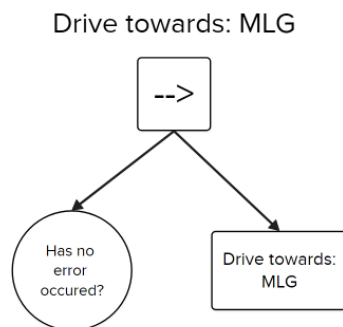 Drive towards: MLG
-->
Has no
error
occured?
Drive towards:
MLG